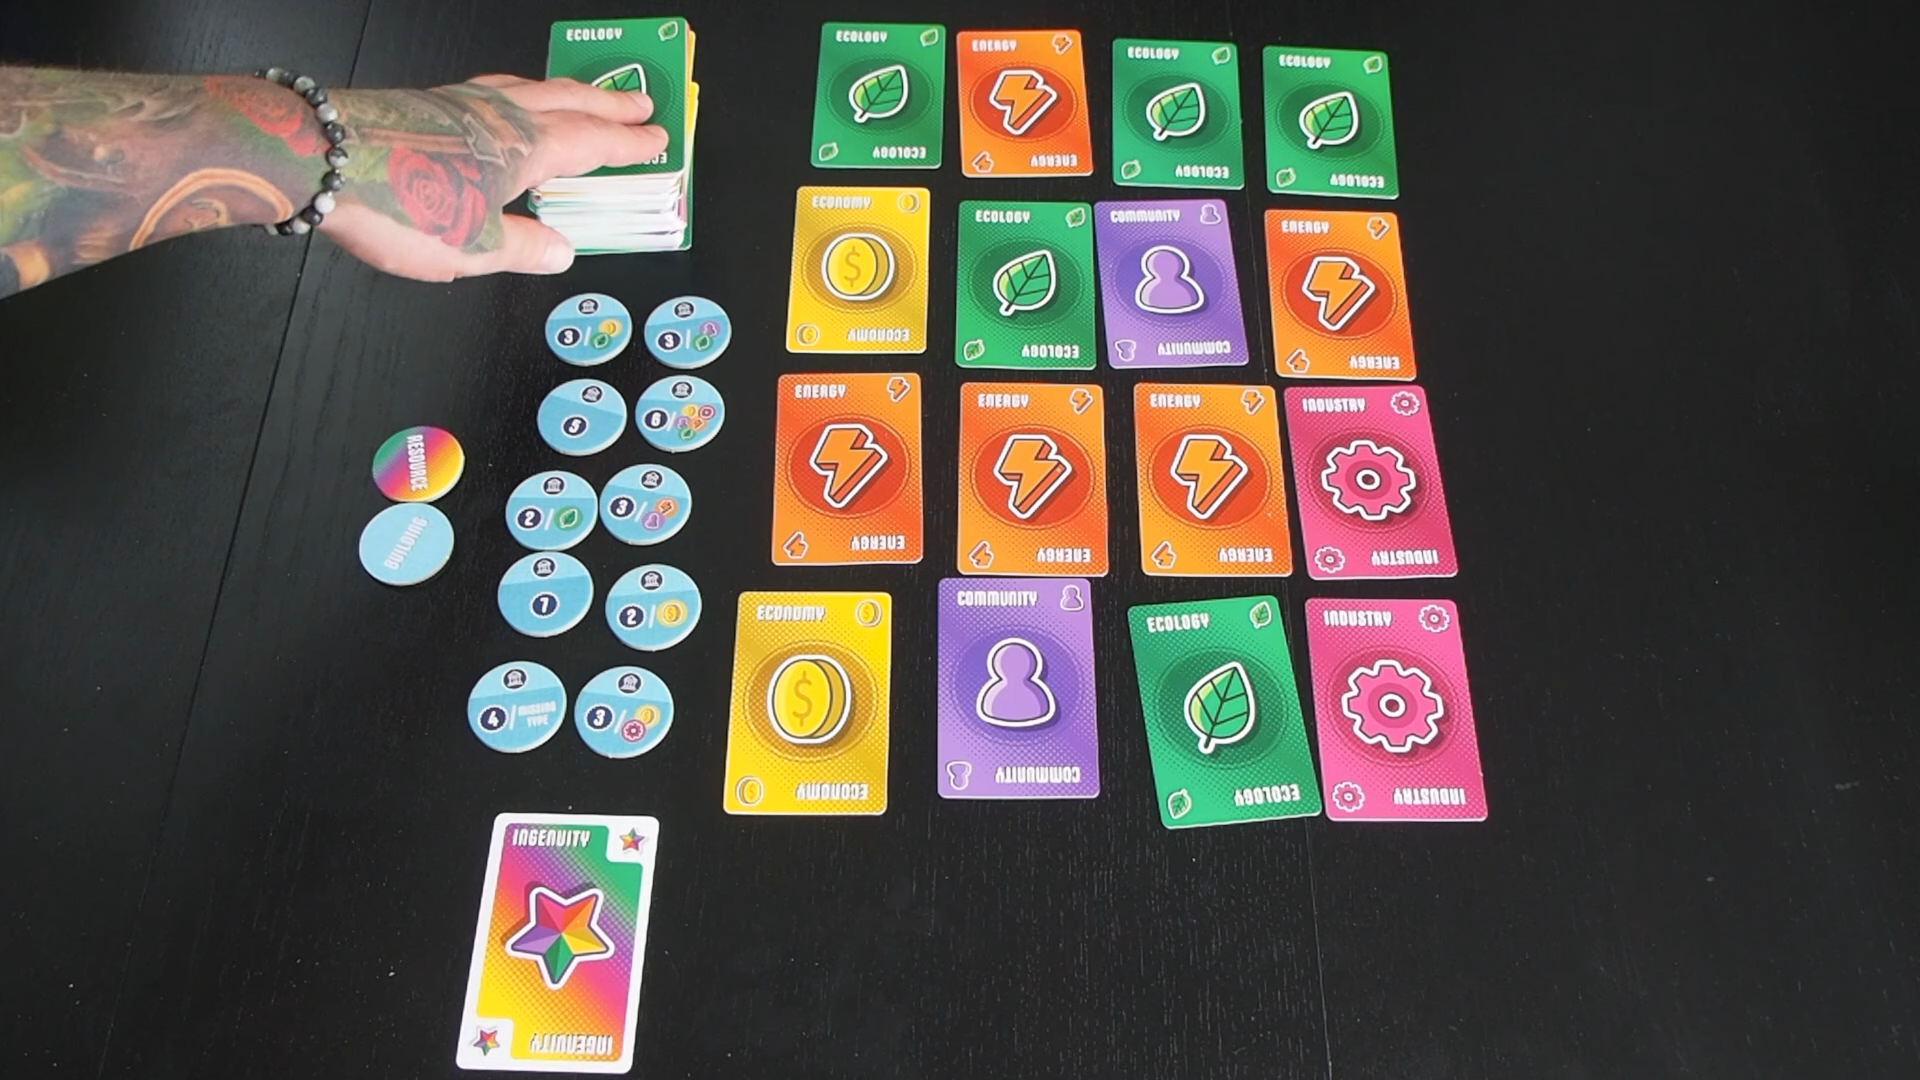 ECOLOGY
ECOLOGY
ECOLOGY
ENERGY
ENERGY
ECOLOGY
ECOLOGY
ECOLOGY
ECOLOGY
ECONOMY
$
ECONOMY
ECOLOGY
ECOLOGY
COMMUNITY
COMMUNITY
ENERGY
ENERGY
3 /
3 /
5
6 /
ENERGY
ENERGY
ENERGY
ENERGY
ENERGY
ENERGY
INDUSTRY
INDUSTRY
RESOURCE
BUILDING
2 /
3 /
7
2 /
4 / MISSING
TYPE
3 /
ECONOMY
$
ECONOMY
COMMUNITY
COMMUNITY
ECOLOGY
ECOLOGY
INDUSTRY
INDUSTRY
INGENUITY
INGENUITY